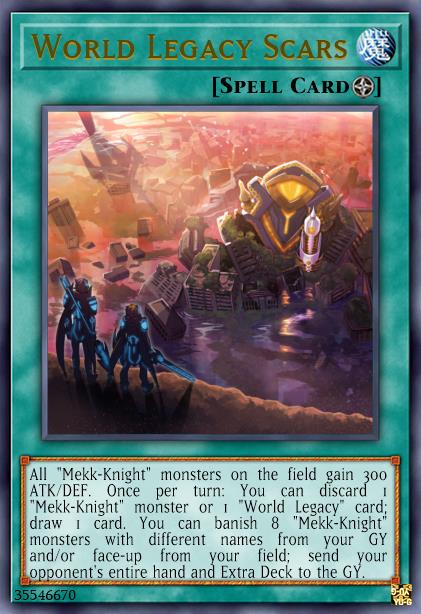 WORLD LEGACY SCARS
魔
[SPELL CARD]
All "Mekk-Knight" monsters on the field gain 300
ATK/DEF. Once per turn: You can discard 1
"Mekk-Knight" monster or 1 "World Legacy" card;
draw 1 card. You can banish 8 "Mekk-Knight"
monsters with different names from your GY
and/or face-up from your field; send your
opponent's entire hand and Extra Deck to the GY.
35546670